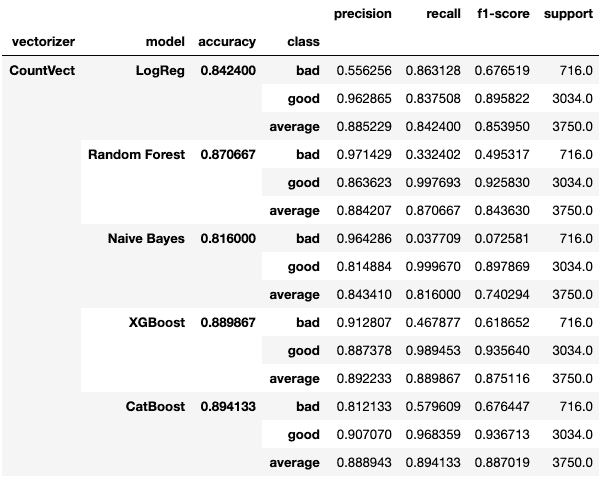 precision recall f1-score support
vectorizer model accuracy class
CountVect LogReg 0.842400 bad 0.556256 0.863128 0.676519 716.0
good 0.962865 0.837508 0.895822 3034.0
average 0.885229 0.842400 0.853950 3750.0
Random Forest 0.870667 bad 0.971429 0.332402 0.495317 716.0
good 0.863623 0.997693 0.925830 3034.0
average 0.884207 0.870667 0.843630 3750.0
Naive Bayes 0.816000 bad 0.964286 0.037709 0.072581 716.0
good 0.814884 0.999670 0.897869 3034.0
average 0.843410 0.816000 0.740294 3750.0
XGBoost 0.889867 bad 0.912807 0.467877 0.618652 716.0
good 0.887378 0.989453 0.935640 3034.0
average 0.892233 0.889867 0.875116 3750.0
CatBoost 0.894133 bad 0.812133 0.579609 0.676447 716.0
good 0.907070 0.968359 0.936713 3034.0
average 0.888943 0.894133 0.887019 3750.0